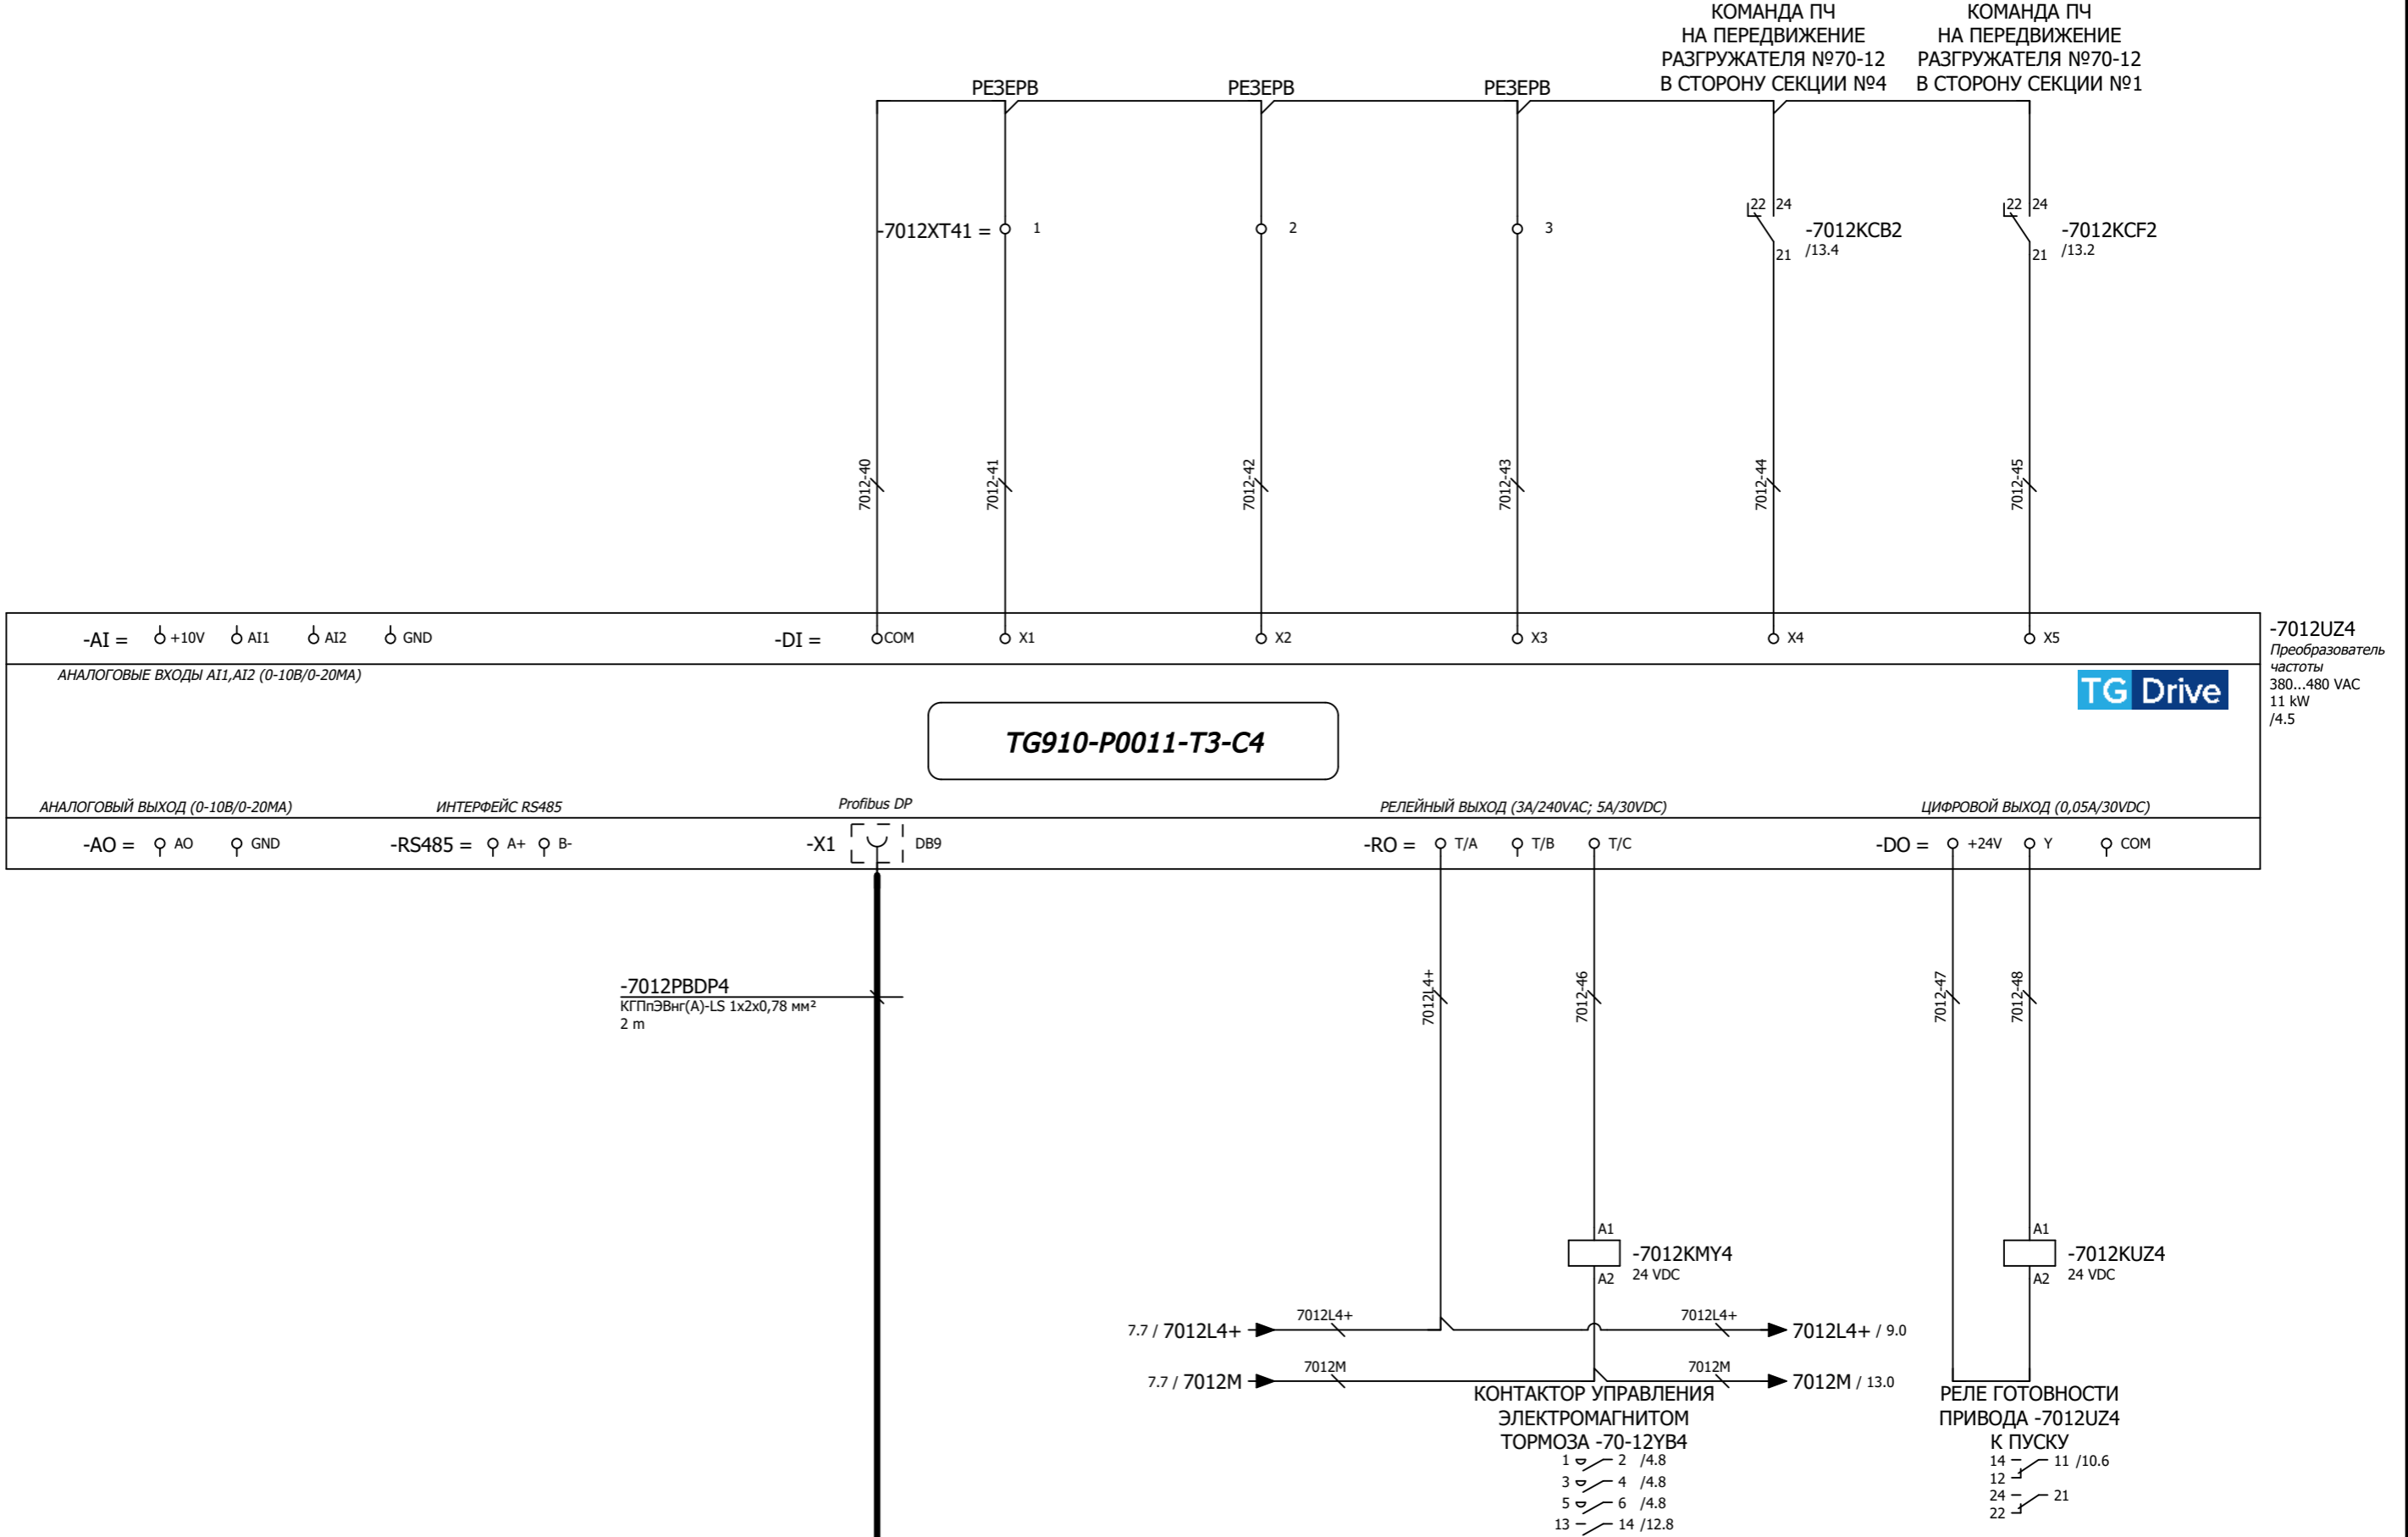 КОМАНДА ПЧ
НА ПЕРЕДВИЖЕНИЕ
РАЗГРУЖАТЕЛЯ №70-12
В СТОРОНУ СЕКЦИИ №4
КОМАНДА ПЧ
НА ПЕРЕДВИЖЕНИЕ
РАЗГРУЖАТЕЛЯ №70-12
В СТОРОНУ СЕКЦИИ №1
РЕЗЕРВ
РЕЗЕРВ
РЕЗЕРВ
-7012XT41 =
1
2
3
22
24
21
-7012KCB2
/13.4
22
24
21
-7012KCF2
/13.2
7012-40
7012-41
7012-42
7012-43
7012-44
7012-45
-AI =
+10V
AI1
AI2
GND
-DI =
COM
X1
X2
X3
X4
X5
-7012UZ4
Преобразователь
частоты
380...480 VAC
11 kW
/4.5
АНАЛОГОВЫЕ ВХОДЫ AI1,AI2 (0-10В/0-20МА)
TG Drive
TG910-P0011-T3-C4
АНАЛОГОВЫЙ ВЫХОД (0-10В/0-20МА)
ИНТЕРФЕЙС RS485
Profibus DP
РЕЛЕЙНЫЙ ВЫХОД (3А/240VAC; 5А/30VDC)
ЦИФРОВОЙ ВЫХОД (0,05А/30VDC)
-AO =
AO
GND
-RS485 =
A+
B-
-X1
DB9
-RO =
T/A
T/B
T/C
-DO =
+24V
Y
COM
-7012PBDP4
КГПпЭВнг(А)-LS 1x2x0,78 мм²
2 m
7012L4+
7012-46
7012-47
7012-48
A1
A2
-7012KMY4
24 VDC
A1
A2
-7012KUZ4
24 VDC
7.7 / 7012L4+
7012L4+
7012L4+
7012L4+ / 9.0
7.7 / 7012M
7012M
7012M
7012M / 13.0
КОНТАКТОР УПРАВЛЕНИЯ
ЭЛЕКТРОМАГНИТОМ
ТОРМОЗА -70-12YB4
1 2 /4.8
3 4 /4.8
5 6 /4.8
13 14 /12.8
РЕЛЕ ГОТОВНОСТИ
ПРИВОДА -7012UZ4
К ПУСКУ
14 11 /10.6
12
24 21
22